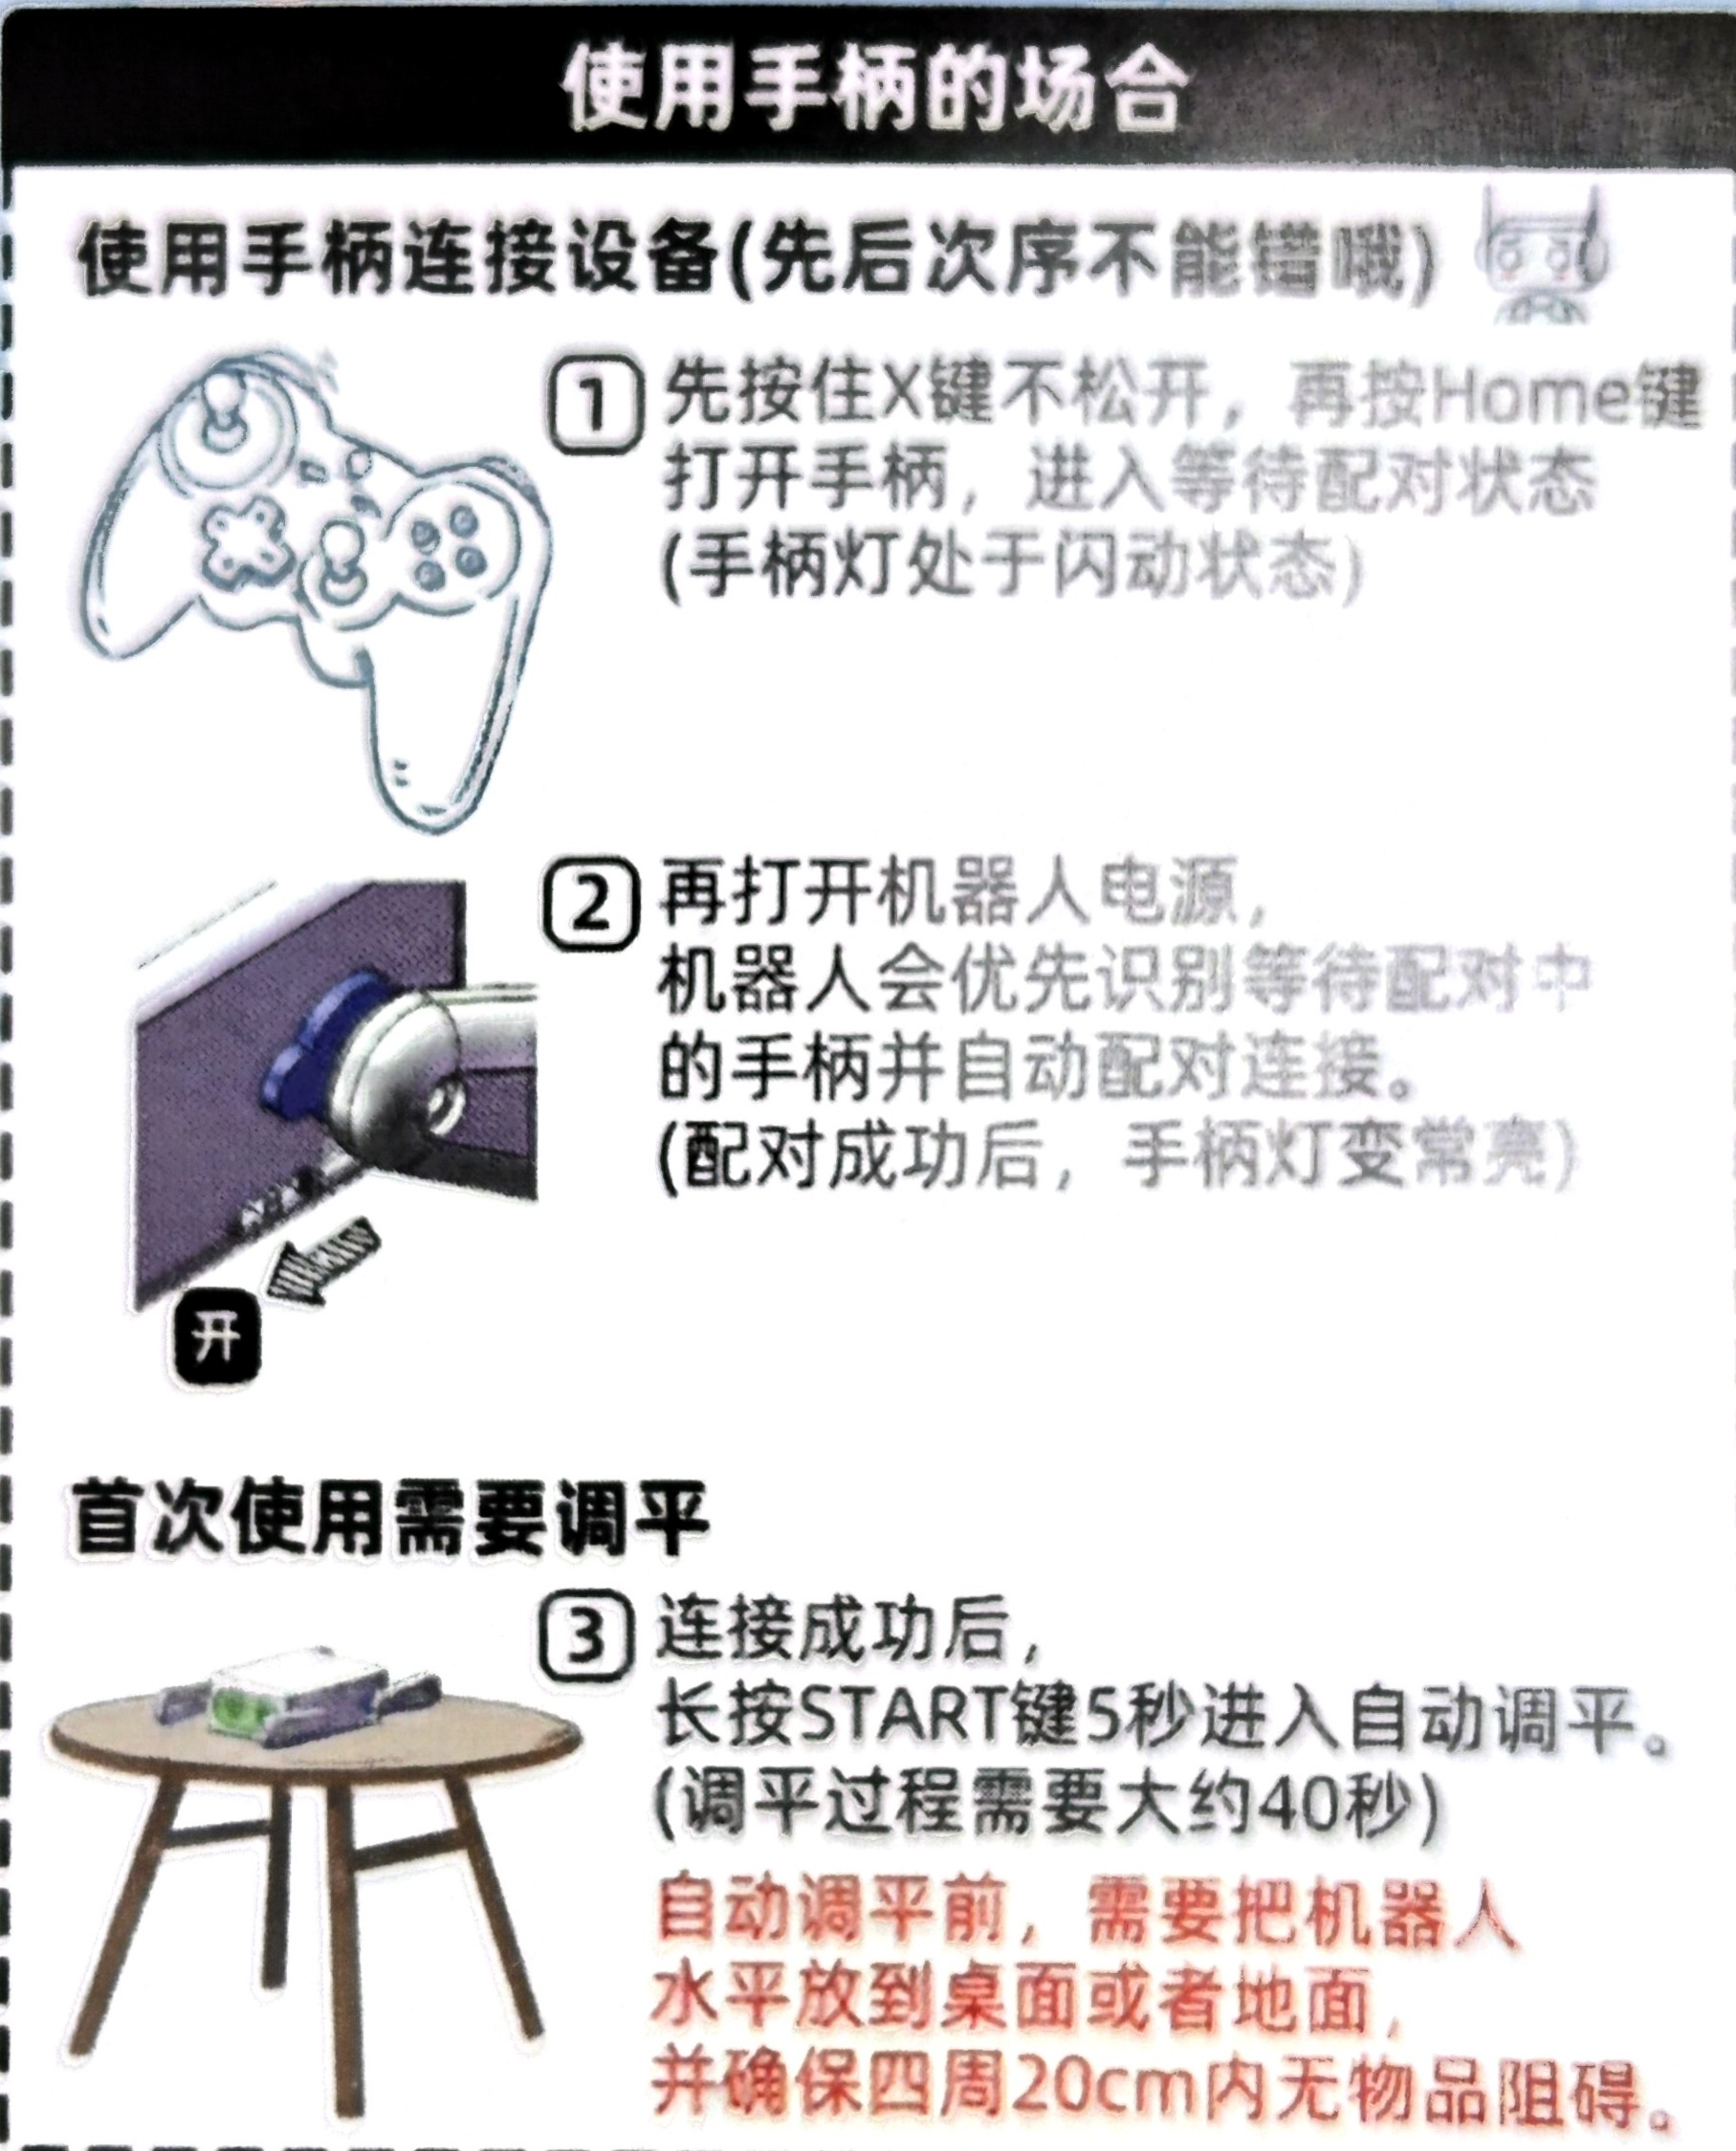 使用手柄的场合
使用手柄连接设备(先后次序不能错哦)
1 先按住X键不松开，再按Home键
打开手柄，进入等待配对状态
(手柄灯处于闪动状态)
2 再打开机器人电源，
机器人会优先识别等待配对中
的手柄并自动配对连接。
(配对成功后，手柄灯变常亮)
开
首次使用需要调平
3 连接成功后，
长按START键5秒进入自动调平。
(调平过程需要大约40秒)
自动调平前，需要把机器人
水平放到桌面或者地面，
并确保四周20cm内无物品阻碍。